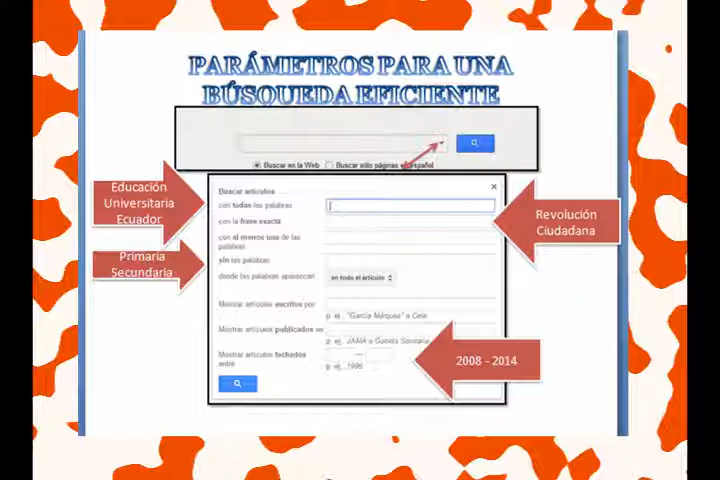 PARÁMETROS PARA UNA
BÚSQUEDA EFICIENTE
Buscar en la Web Buscar sólo páginas en español
Buscar artículos
con todas las palabras
con la frase exacta
con al menos una de las
palabras
sin las palabras
donde las palabras aparezcan
en todo el artículo
Mostrar artículos escritos por
p. ej., "García Márquez" o Cela
Mostrar artículos publicados en
p. ej., JAMA o Gaceta Sanitaria
Mostrar artículos fechados
entre
—
p. ej., 1996
Educación
Universitaria
Ecuador
Primaria
Secundaria
Revolución
Ciudadana
2008 - 2014